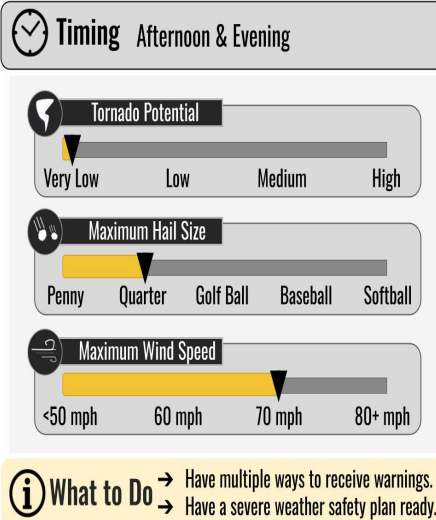 Timing Afternoon & Evening
Tornado Potential
Very Low Low Medium High
Maximum Hail Size
Penny Quarter Golf Ball Baseball Softball
Maximum Wind Speed
<50 mph 60 mph 70 mph 80+ mph
What to Do → Have multiple ways to receive warnings.
→ Have a severe weather safety plan ready.